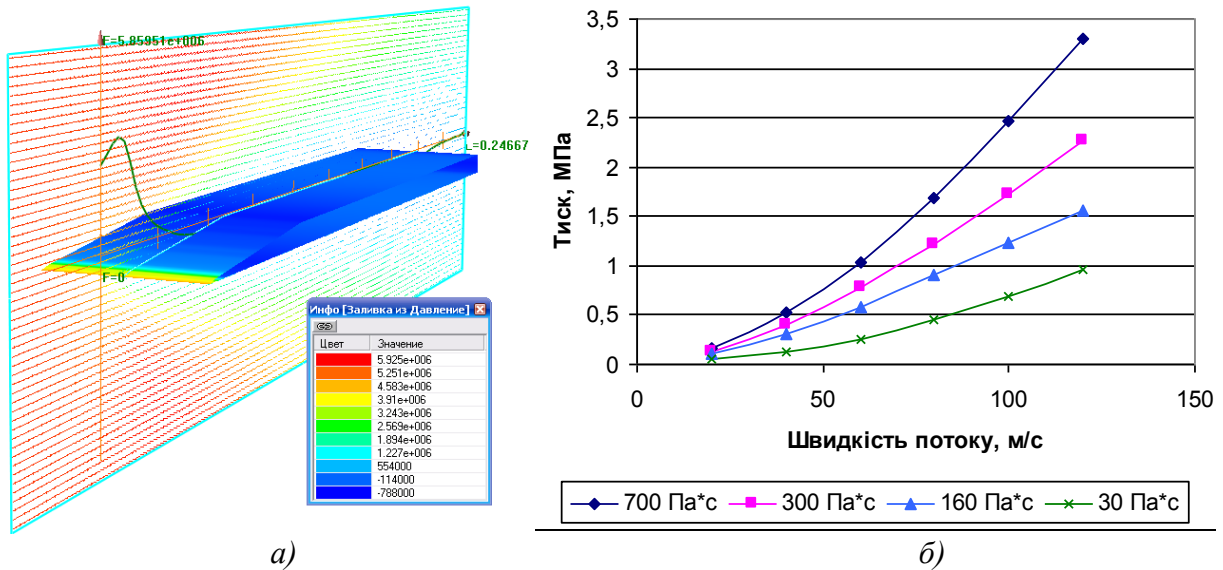 F=5.85951e+006
L=0.24667
F=0
Инфо [Заливка из Давление]
Цвет Значение
5.925e+006
5.251e+006
4.583e+006
3.91e+006
3.243e+006
2.569e+006
1.894e+006
1.227e+006
554000
-114000
-788000
а)
Тиск, МПа
3,5
3
2,5
2
1,5
1
0,5
0
0 50 100 150
Швидкість потоку, м/с
700 Па*с 300 Па*с 160 Па*с 30 Па*с
б)